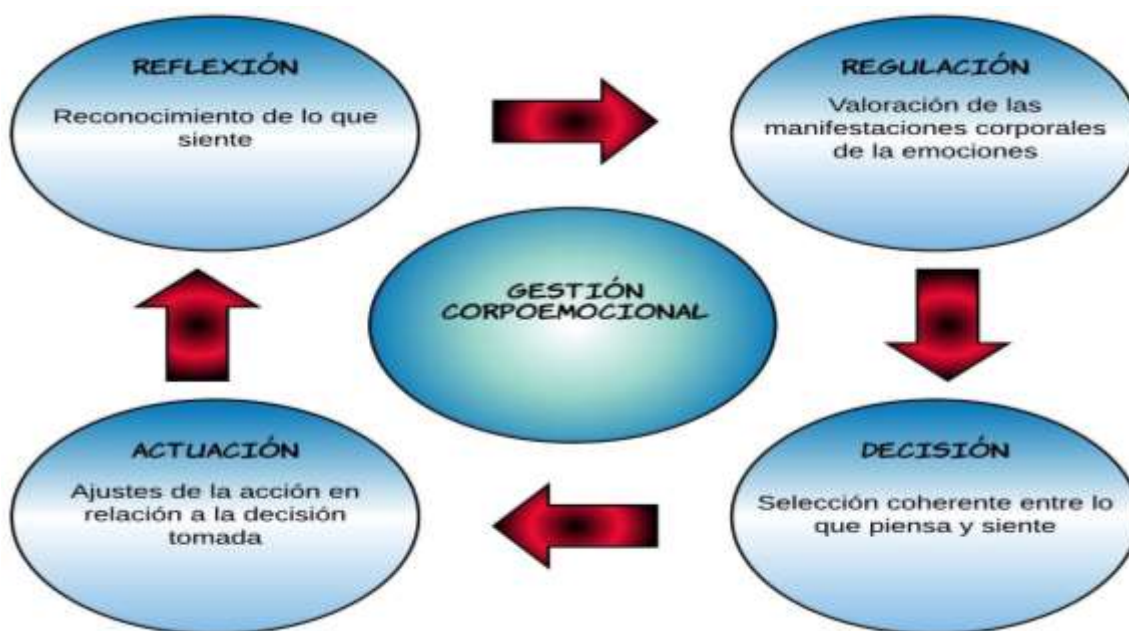 REFLEXIÓN
Reconocimiento de lo que
siente
REGULACIÓN
Valoración de las
manifestaciones corporales
de la emociones
GESTIÓN
CORPOEMOCIONAL
ACTUACIÓN
Ajustes de la acción en
relación a la decisión
tomada
DECISIÓN
Selección coherente entre lo
que piensa y siente